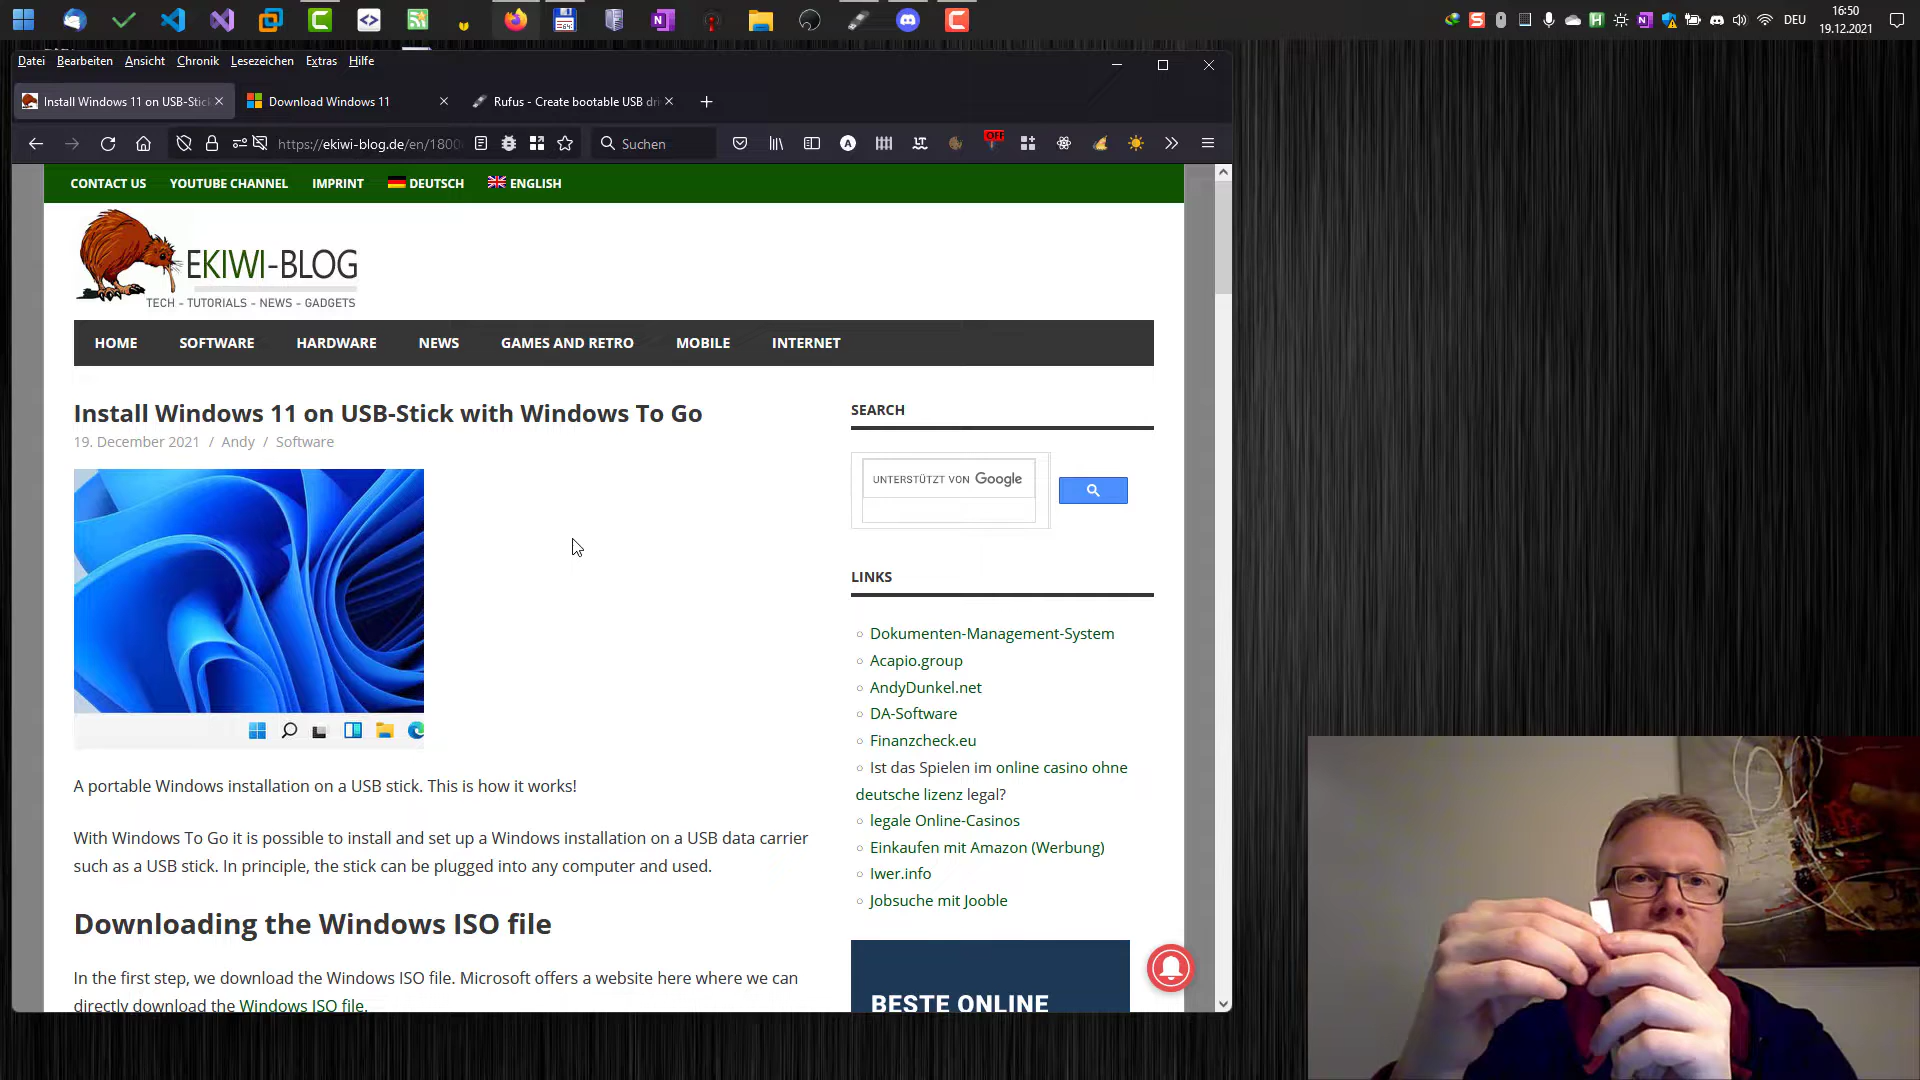 DEU
16:50
19.12.2021
Datei Bearbeiten Ansicht Chronik Lesezeichen Extras Hilfe
Install Windows 11 on USB-Stick
Download Windows 11
Rufus - Create bootable USB dri
https://ekiwi-blog.de/en/1800
Suchen
OFF
CONTACT US YOUTUBE CHANNEL IMPRINT DEUTSCH ENGLISH
EKIWI-BLOG
TECH – TUTORIALS – NEWS – GADGETS
HOME SOFTWARE HARDWARE NEWS GAMES AND RETRO MOBILE INTERNET
Install Windows 11 on USB-Stick with Windows To Go
19. December 2021 / Andy / Software
A portable Windows installation on a USB stick. This is how it works!
With Windows To Go it is possible to install and set up a Windows installation on a USB data carrier
such as a USB stick. In principle, the stick can be plugged into any computer and used.
Downloading the Windows ISO file
In the first step, we download the Windows ISO file. Microsoft offers a website here where we can
directly download the Windows ISO file.
SEARCH
UNTERSTÜTZT VON Google
LINKS
Dokumenten-Management-System
Acapio.group
AndyDunkel.net
DA-Software
Finanzcheck.eu
Ist das Spielen im online casino ohne
deutsche lizenz legal?
legale Online-Casinos
Einkaufen mit Amazon (Werbung)
Iwer.info
Jobsuche mit Jooble
BESTE ONLINE